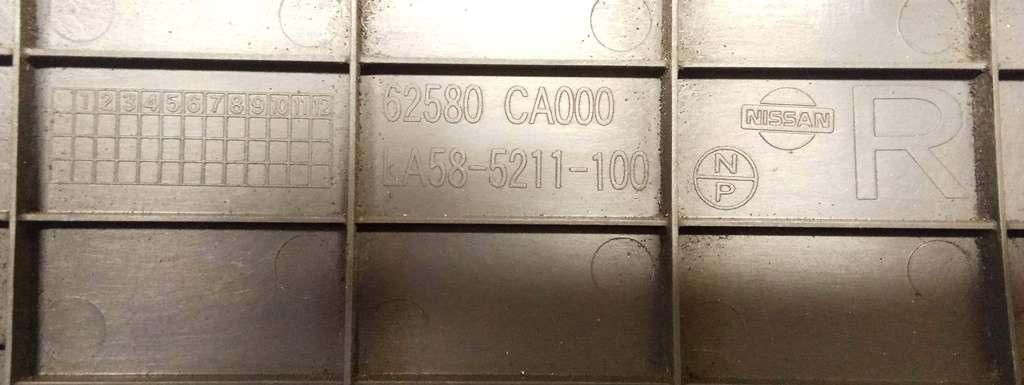 1 2 3 4 5 6 7 8 9 10 11 12
62580 CA000
LA58-5211-100
NISSAN
N
P
R